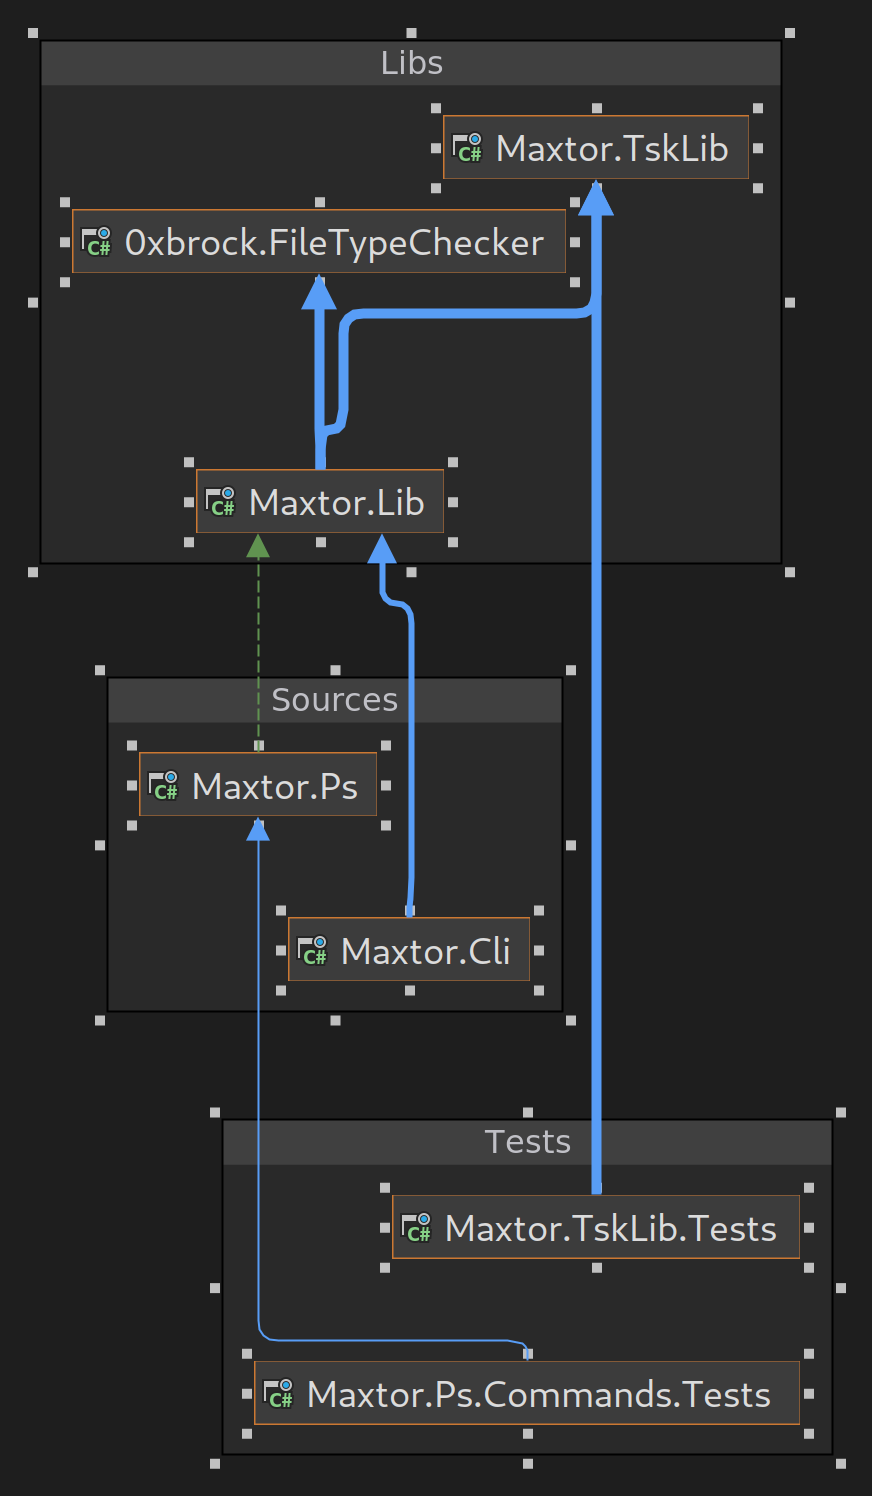 Libs
C# Maxtor.TskLib
C# 0xbrock.FileTypeChecker
C# Maxtor.Lib
Sources
C# Maxtor.Ps
C# Maxtor.Cli
Tests
C# Maxtor.TskLib.Tests
C# Maxtor.Ps.Commands.Tests